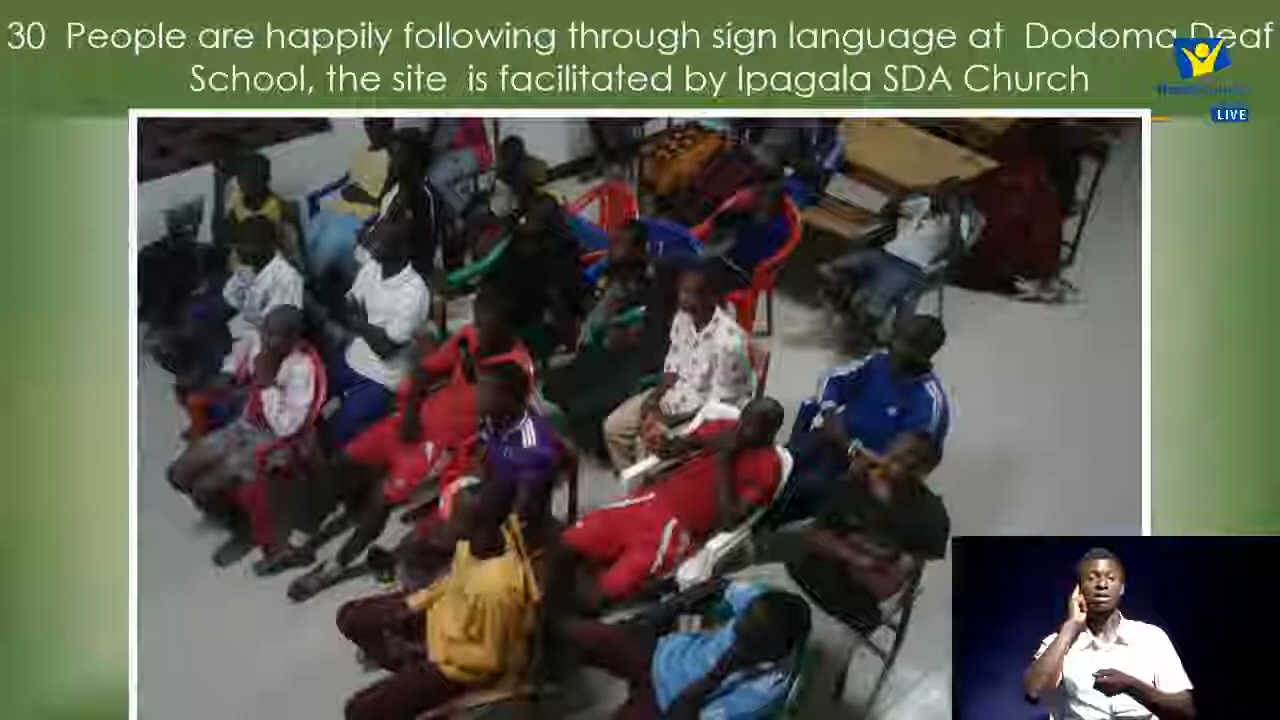 30 People are happily following through sign language at Dodoma Deaf
School, the site is facilitated by Ipagala SDA Church
LIVE